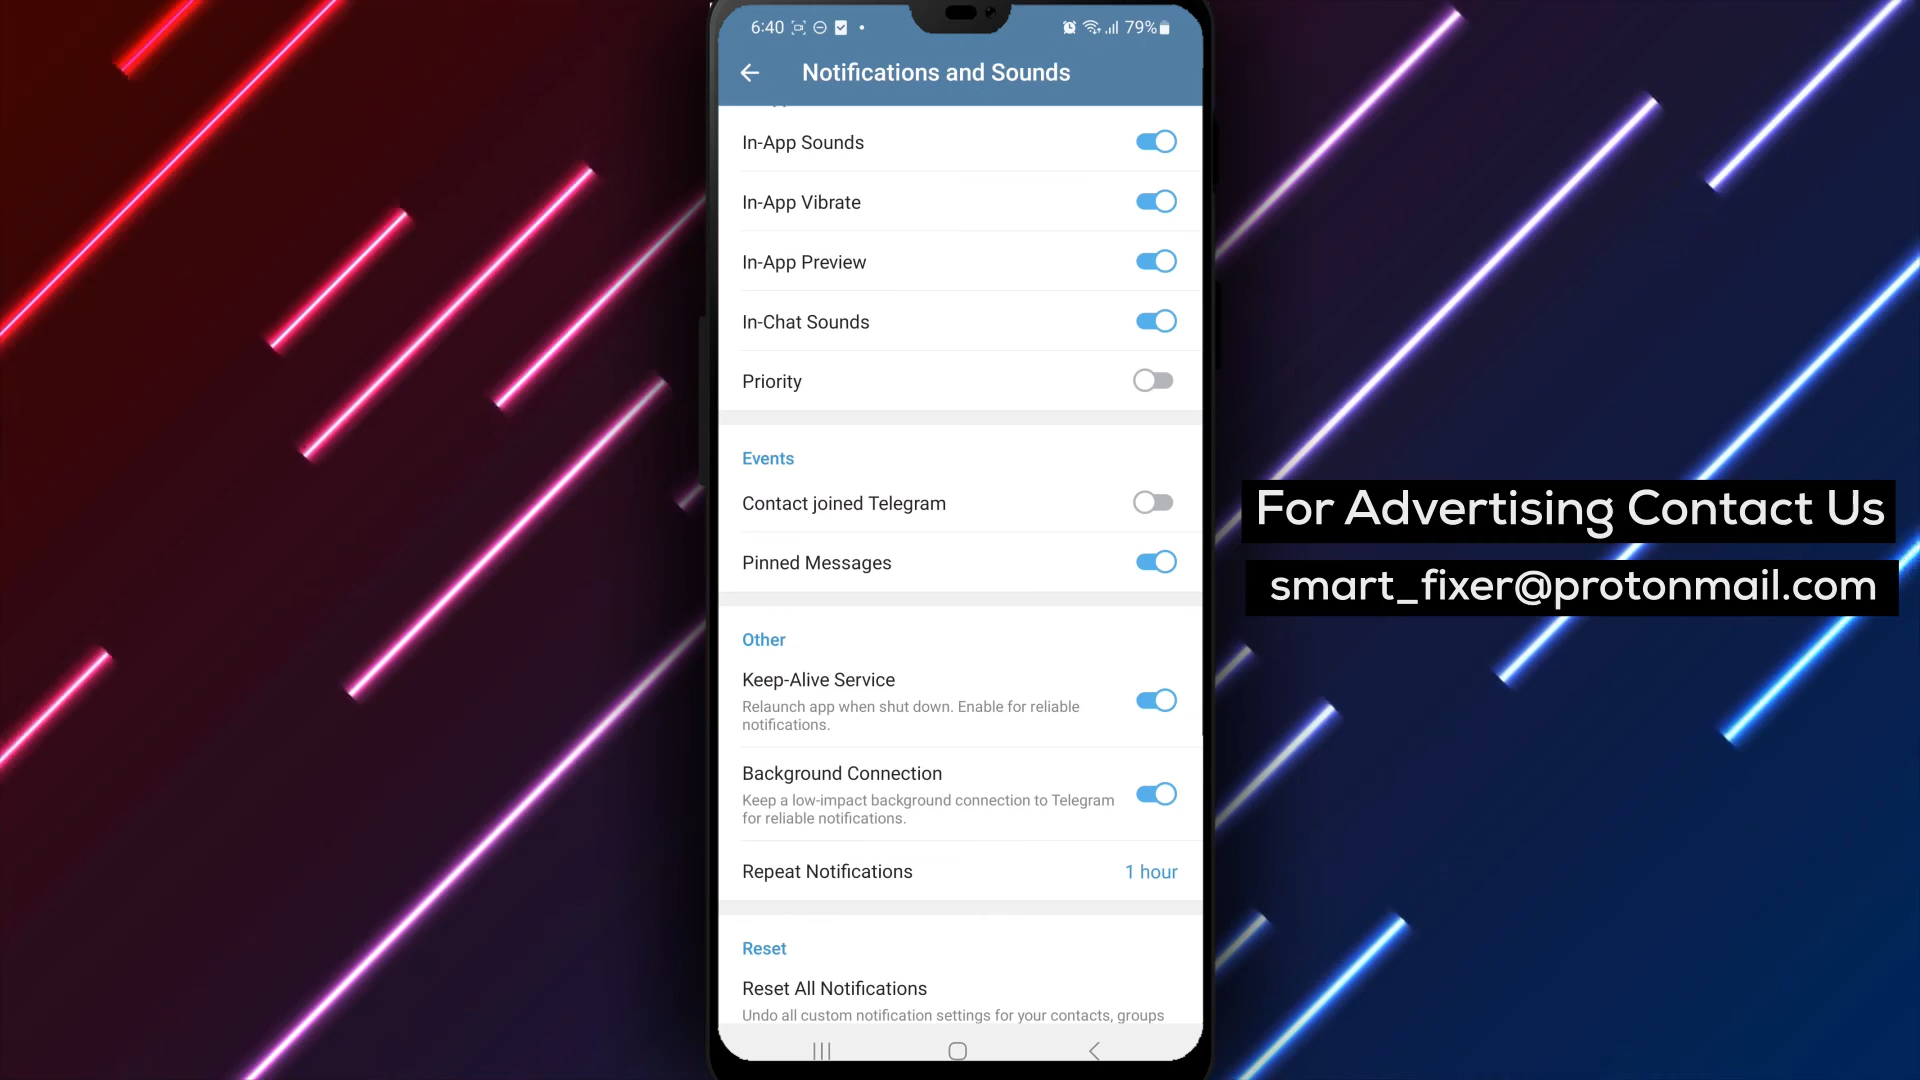 6:40
79%
Notifications and Sounds
In-App Sounds
In-App Vibrate
In-App Preview
In-Chat Sounds
Priority
Events
Contact joined Telegram
Pinned Messages
Other
Keep-Alive Service
Relaunch app when shut down. Enable for reliable
notifications.
Background Connection
Keep a low-impact background connection to Telegram
for reliable notifications.
Repeat Notifications
1 hour
Reset
Reset All Notifications
Undo all custom notification settings for your contacts, groups
For Advertising Contact Us
smart_fixer@protonmail.com